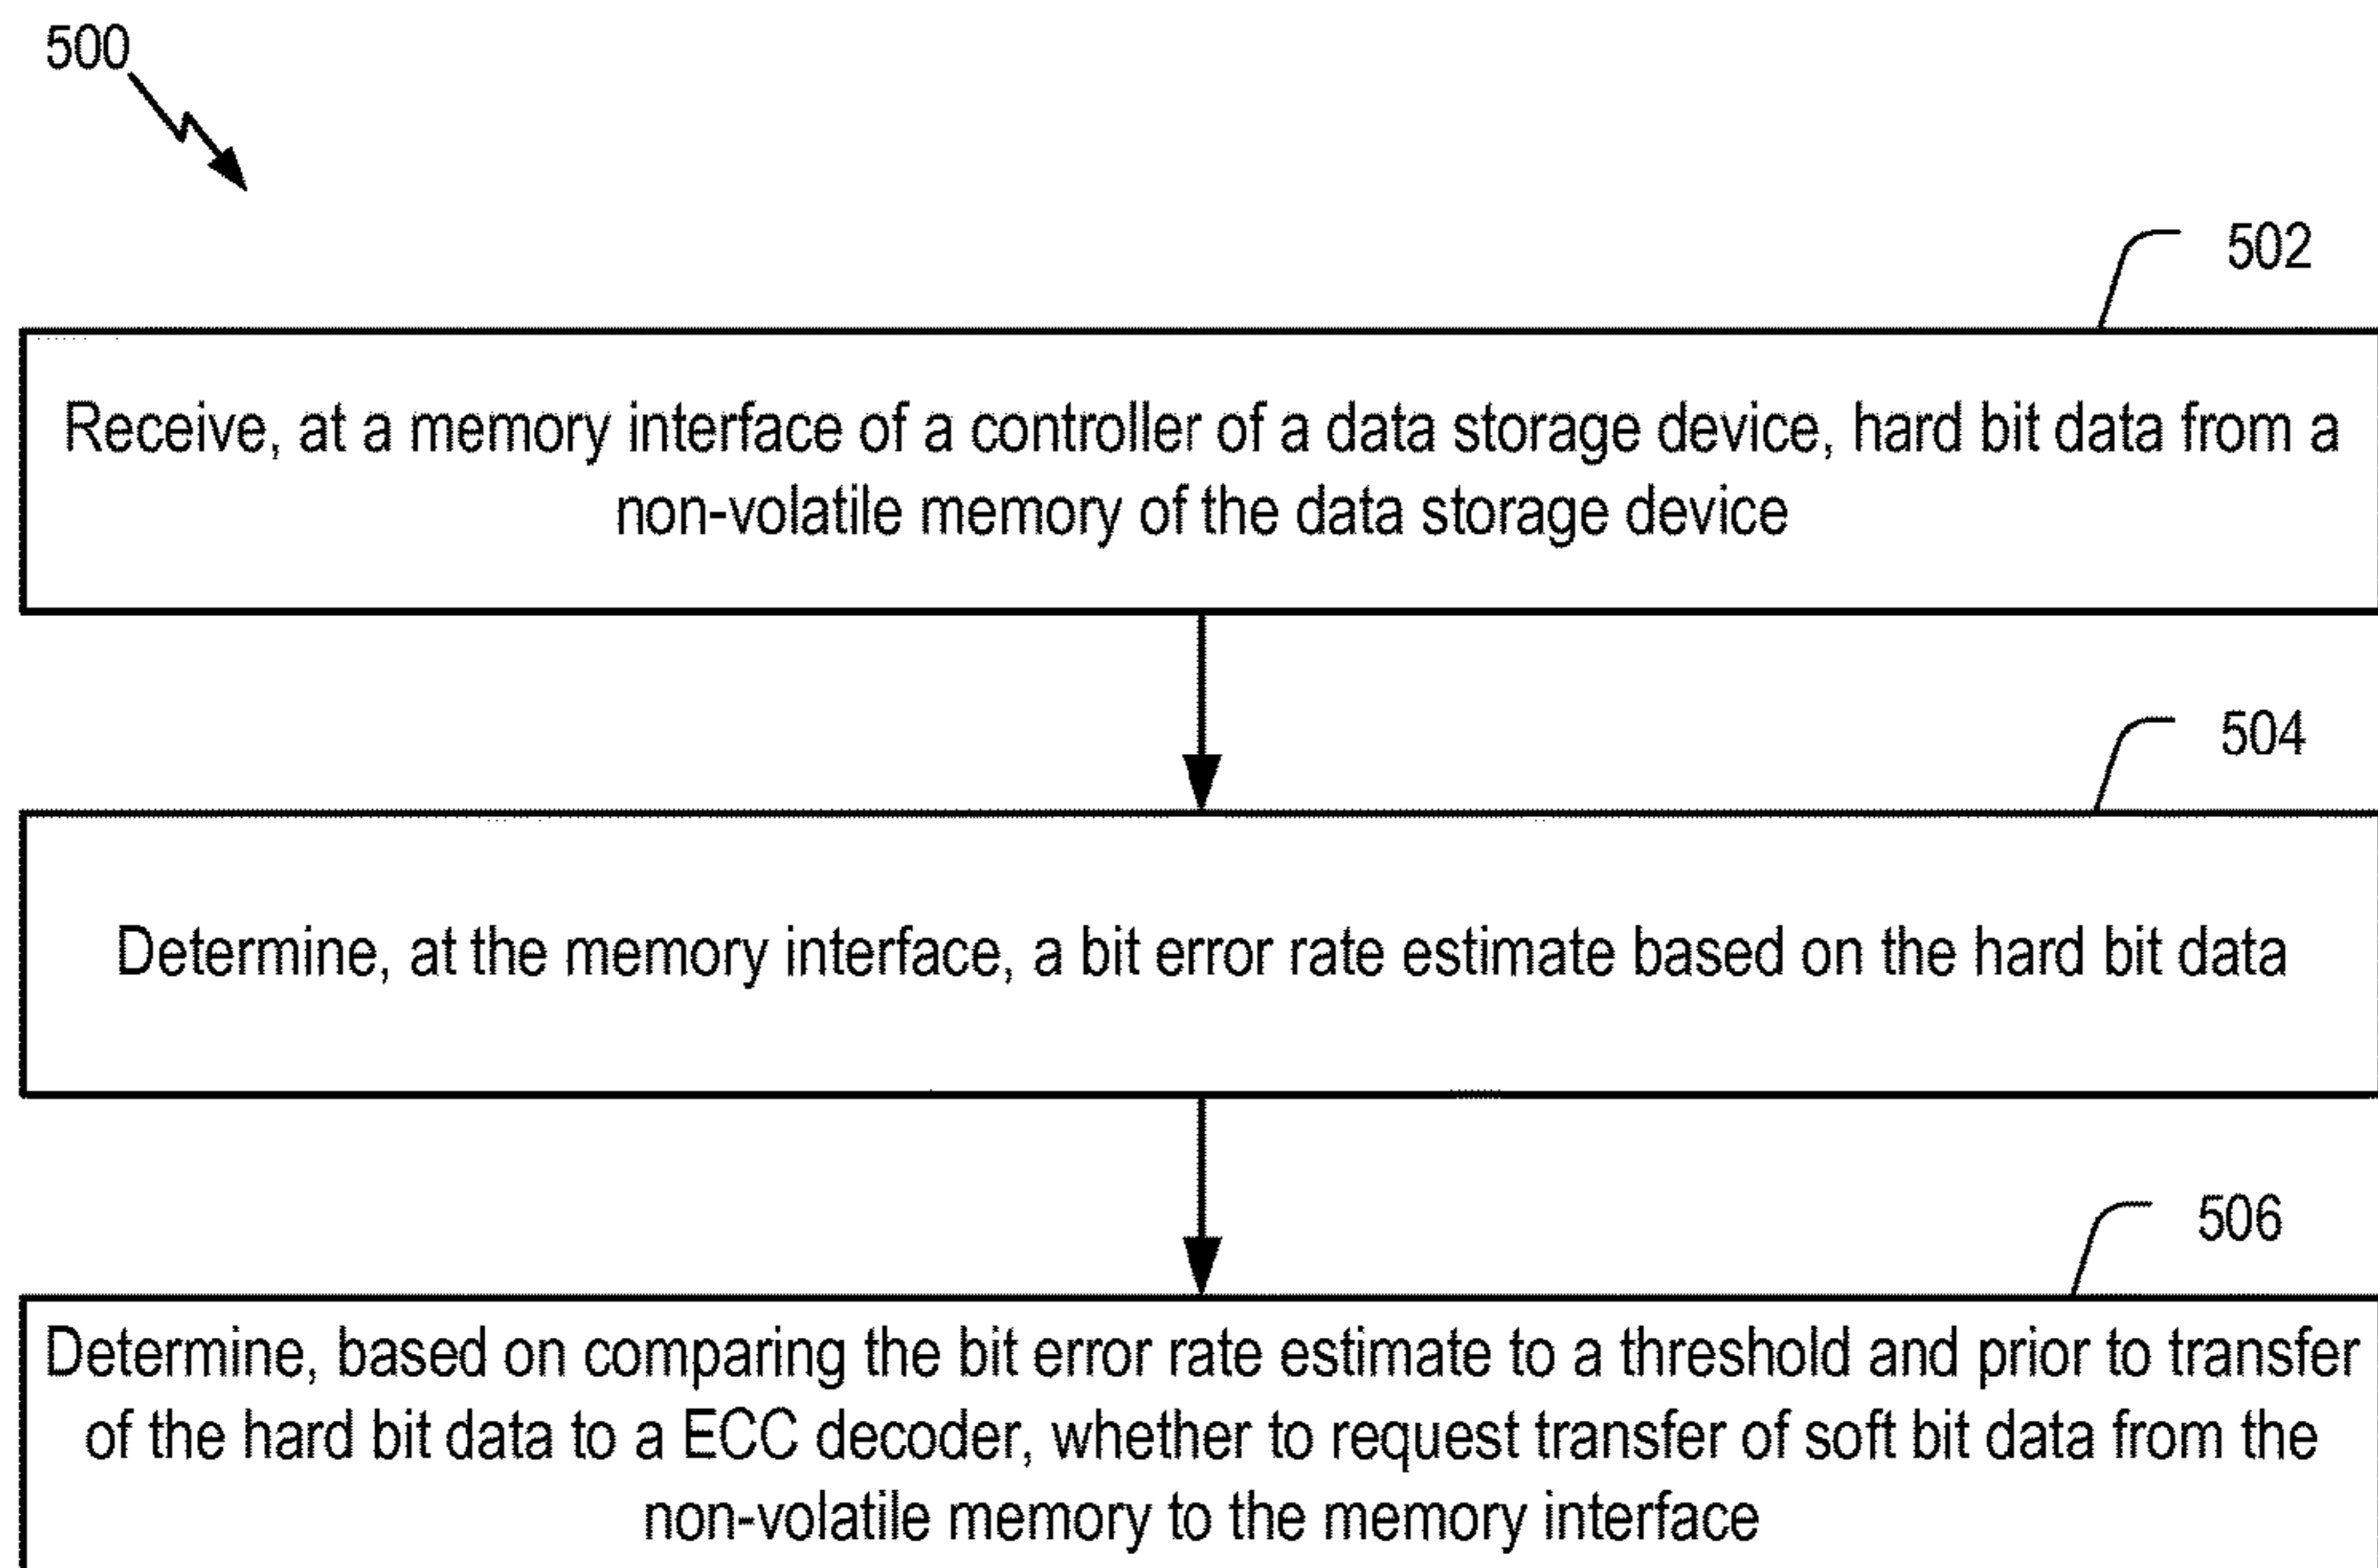 500
502
Receive, at a memory interface of a controller of a data storage device, hard bit data from a
non-volatile memory of the data storage device
504
Determine, at the memory interface, a bit error rate estimate based on the hard bit data
506
Determine, based on comparing the bit error rate estimate to a threshold and prior to transfer
of the hard bit data to a ECC decoder, whether to request transfer of soft bit data from the
non-volatile memory to the memory interface